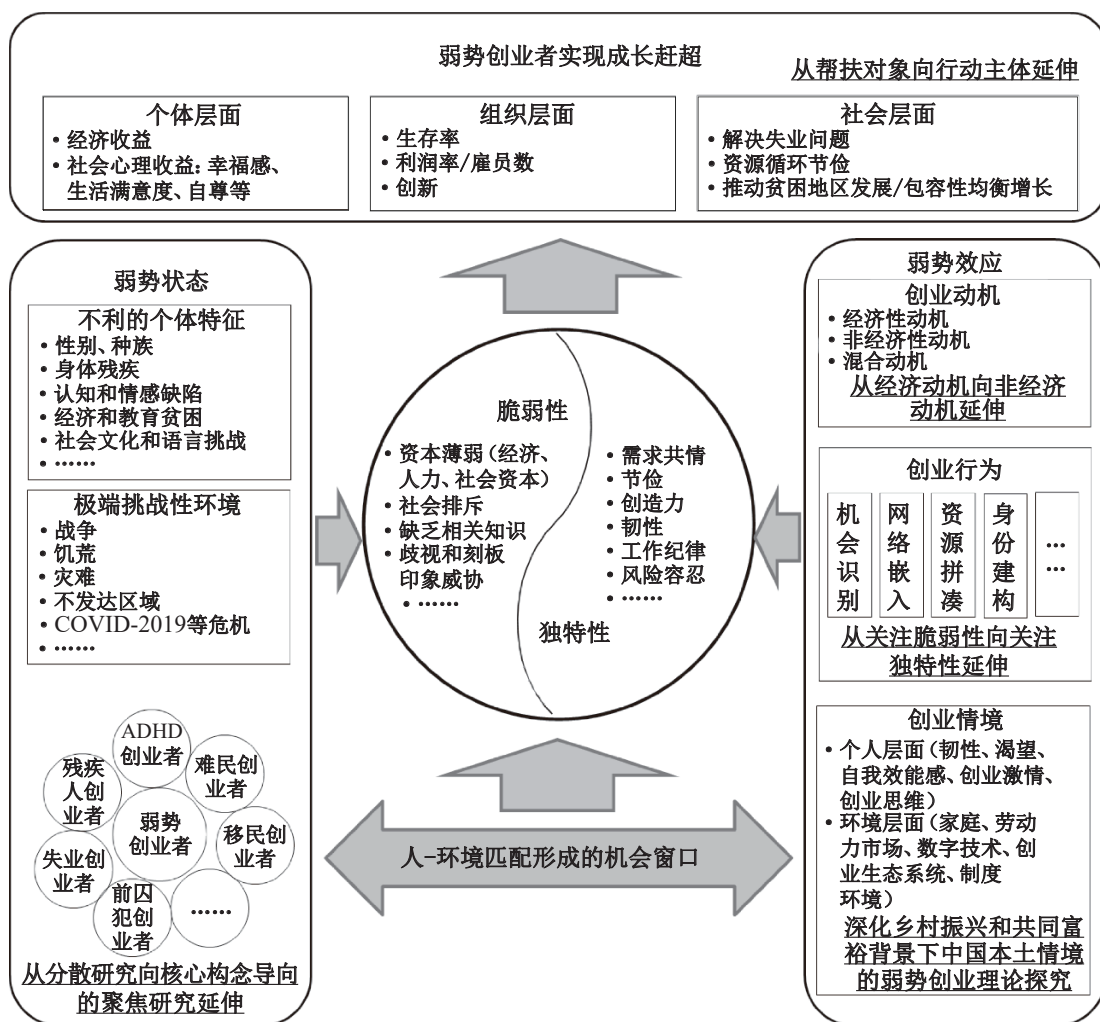 弱势创业者实现成长赶超
从帮扶对象向行动主体延伸
个体层面
• 经济收益
• 社会心理收益：幸福感、
生活满意度、自尊等
组织层面
• 生存率
• 利润率/雇员数
• 创新
社会层面
• 解决失业问题
• 资源循环节俭
• 推动贫困地区发展/包容性均衡增长
弱势状态
不利的个体特征
• 性别、种族
• 身体残疾
• 认知和情感缺陷
• 经济和教育贫困
• 社会文化和语言挑战
• ……
极端挑战性环境
• 战争
• 饥荒
• 灾难
• 不发达区域
• COVID-2019等危机
• ……
ADHD
创业者
残疾
人创
业者
难民创
业者
弱势
创业者
移民创
业者
失业创
业者
前囚
犯创
业者
……
从分散研究向核心构念导向
的聚焦研究延伸
脆弱性
• 资本薄弱（经济、
人力、社会资本）
• 社会排斥
• 缺乏相关知识
• 歧视和刻板
印象威协
• ……
• 需求共情
• 节俭
• 创造力
• 韧性
• 工作纪律
• 风险容忍
• ……
独特性
人-环境匹配形成的机会窗口
弱势效应
创业动机
• 经济性动机
• 非经济性动机
• 混合动机
从经济动机向非经济
动机延伸
创业行为
机会识别
网络嵌入
资源拼凑
身份建构
……
从关注脆弱性向关注
独特性延伸
创业情境
• 个人层面（韧性、渴望、
自我效能感、创业激情、
创业思维）
• 环境层面（家庭、劳动
力市场、数字技术、创
业生态系统、制度
环境）
深化乡村振兴和共同富
裕背景下中国本土情境
的弱势创业理论探究